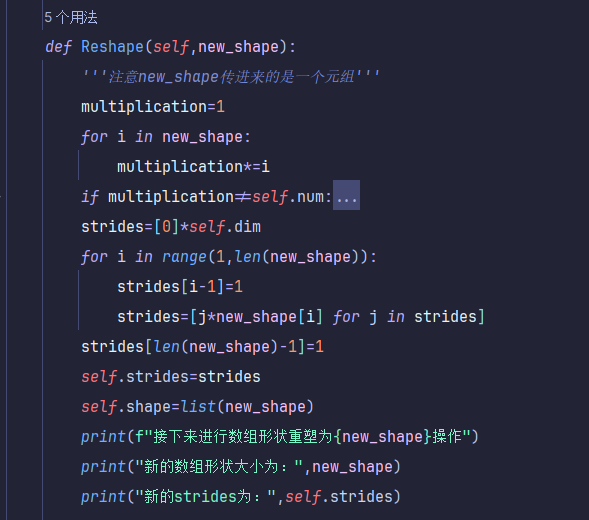 5 个用法
def Reshape(self,new_shape):
'''注意new_shape传进来的是一个元组'''
multiplication=1
for i in new_shape:
multiplication*=i
if multiplication≠self.num:...
strides=[0]*self.dim
for i in range(1,len(new_shape)):
strides[i-1]=1
strides=[j*new_shape[i] for j in strides]
strides[len(new_shape)-1]=1
self.strides=strides
self.shape=list(new_shape)
print(f"接下来进行数组形状重塑为{new_shape}操作")
print("新的数组形状大小为：",new_shape)
print("新的strides为：",self.strides)